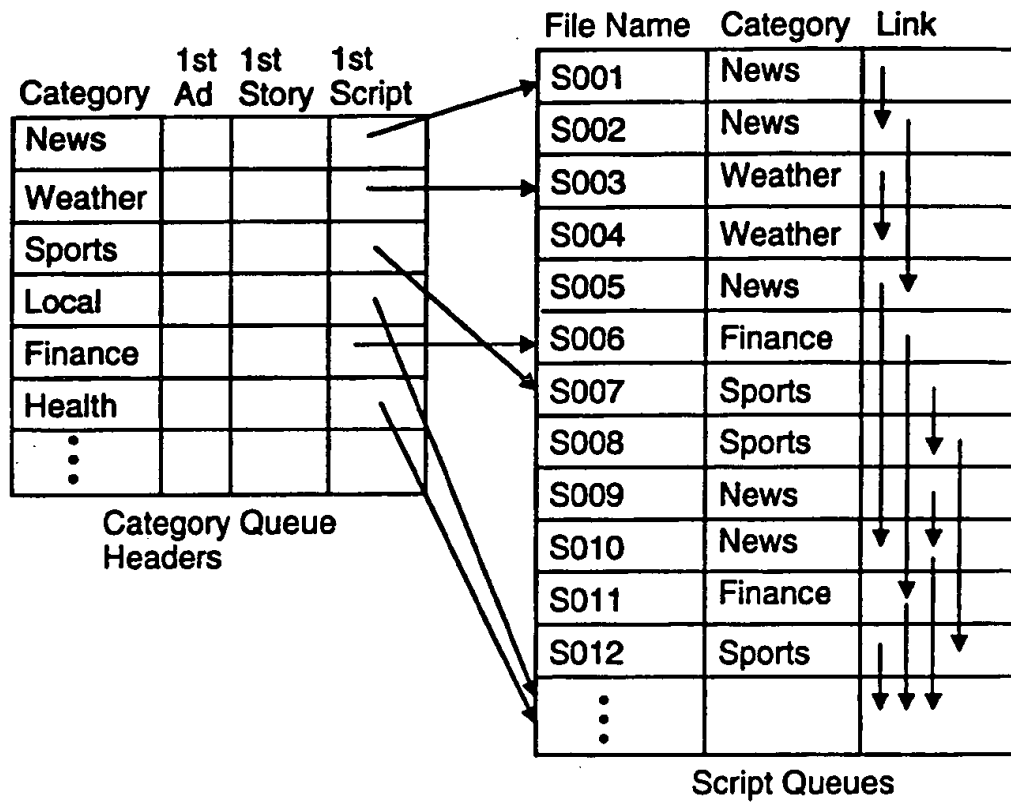 Category 1st Ad 1st Story 1st Script
News
Weather
Sports
Local
Finance
Health
Category Queue
Headers
File Name Category Link
S001 News
S002 News
S003 Weather
S004 Weather
S005 News
S006 Finance
S007 Sports
S008 Sports
S009 News
S010 News
S011 Finance
S012 Sports
Script Queues